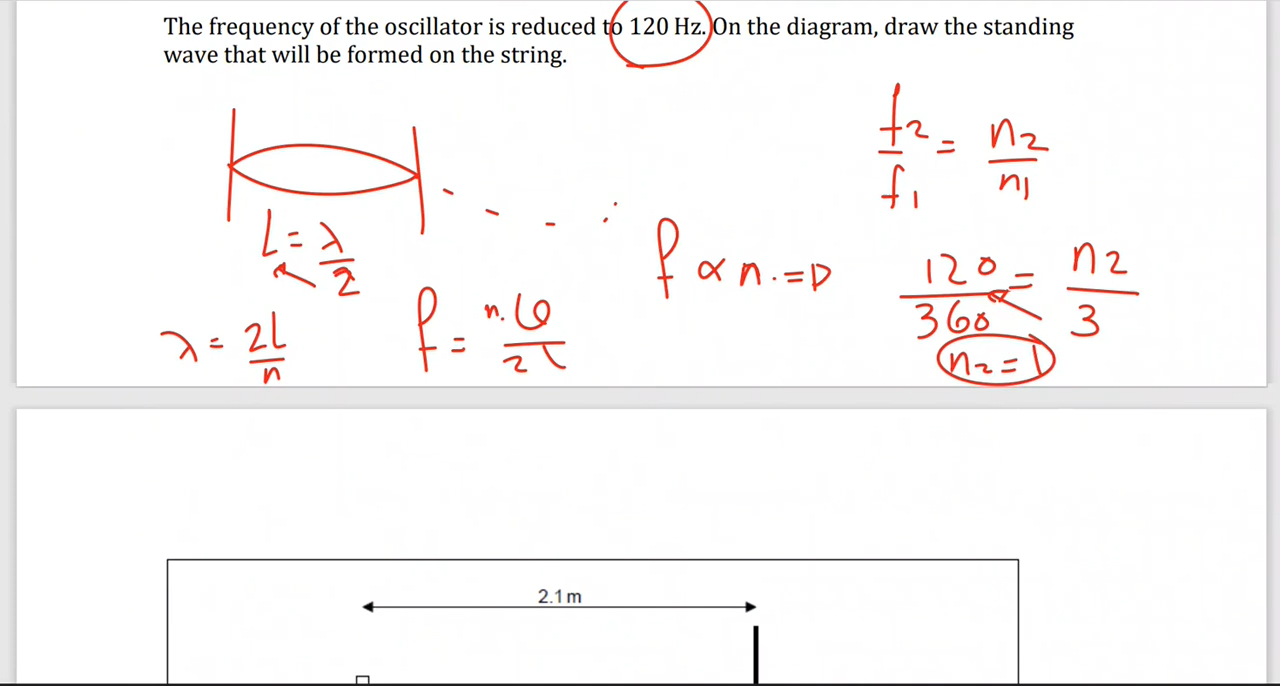 The frequency of the oscillator is reduced to 120 Hz. On the diagram, draw the standing
wave that will be formed on the string.
f2/f1 = n2/n1
L = λ/2
f ∝ n. =D
120/360 = n2/3
λ = 2L/n
f = n.
n2 = 1
2.1 m